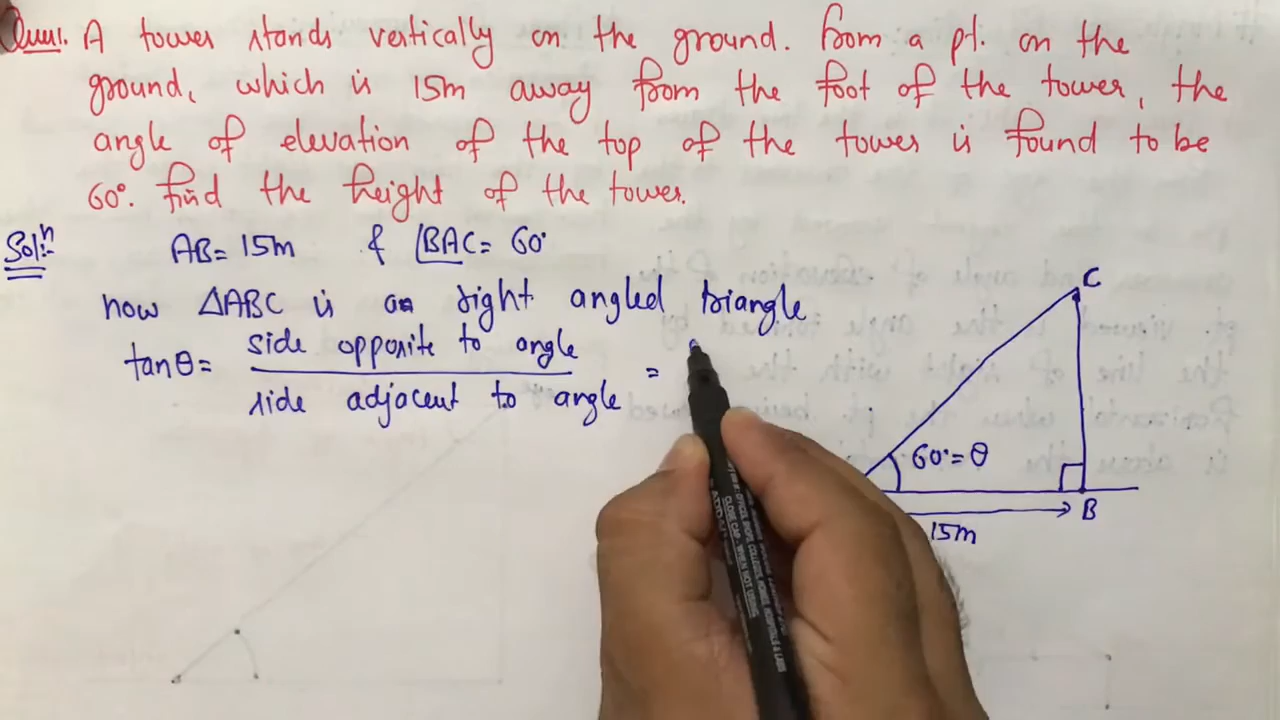 Ques1. A tower stands vertically on the ground. From a pt. on the
ground, which is 15m away from the foot of the tower, the
angle of elevation of the top of the tower is found to be
60°. find the height of the tower.
Solⁿ:- AB = 15m & ∠BAC = 60°
now △ABC is a right angled triangle
tanθ = side opposite to angle =
side adjacent to angle
C
60° = θ
B
15m